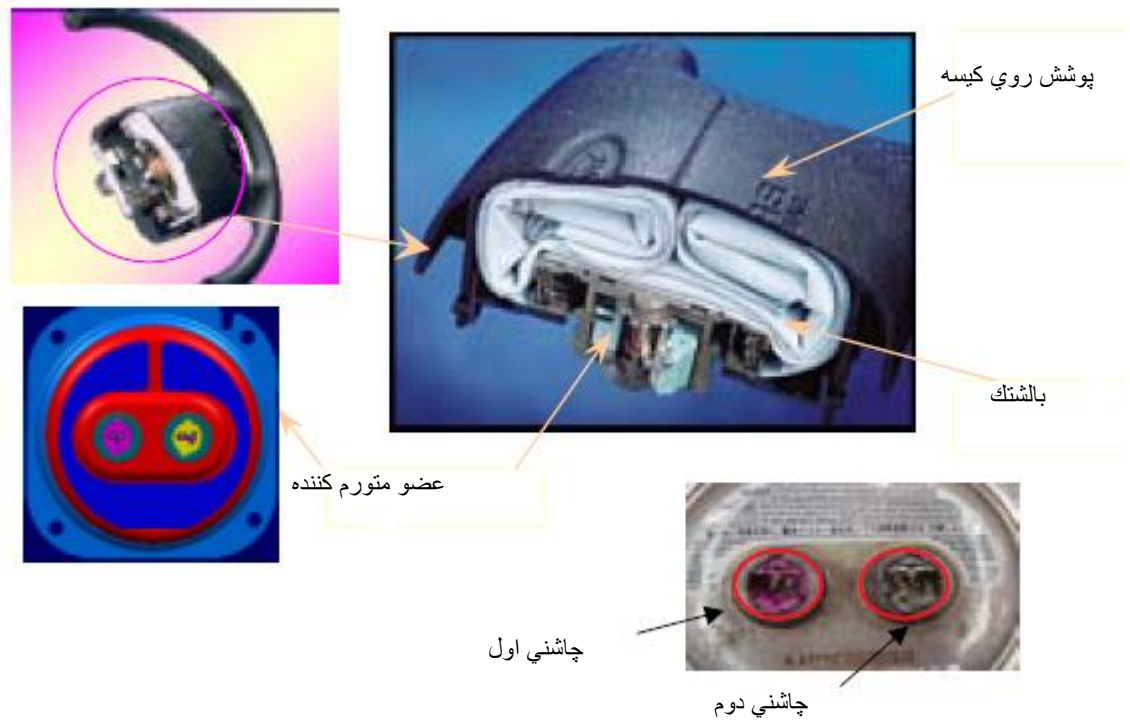 پوشش روي كيسه
بالشتك
عضو متورم كننده
چاشني اول
چاشني دوم